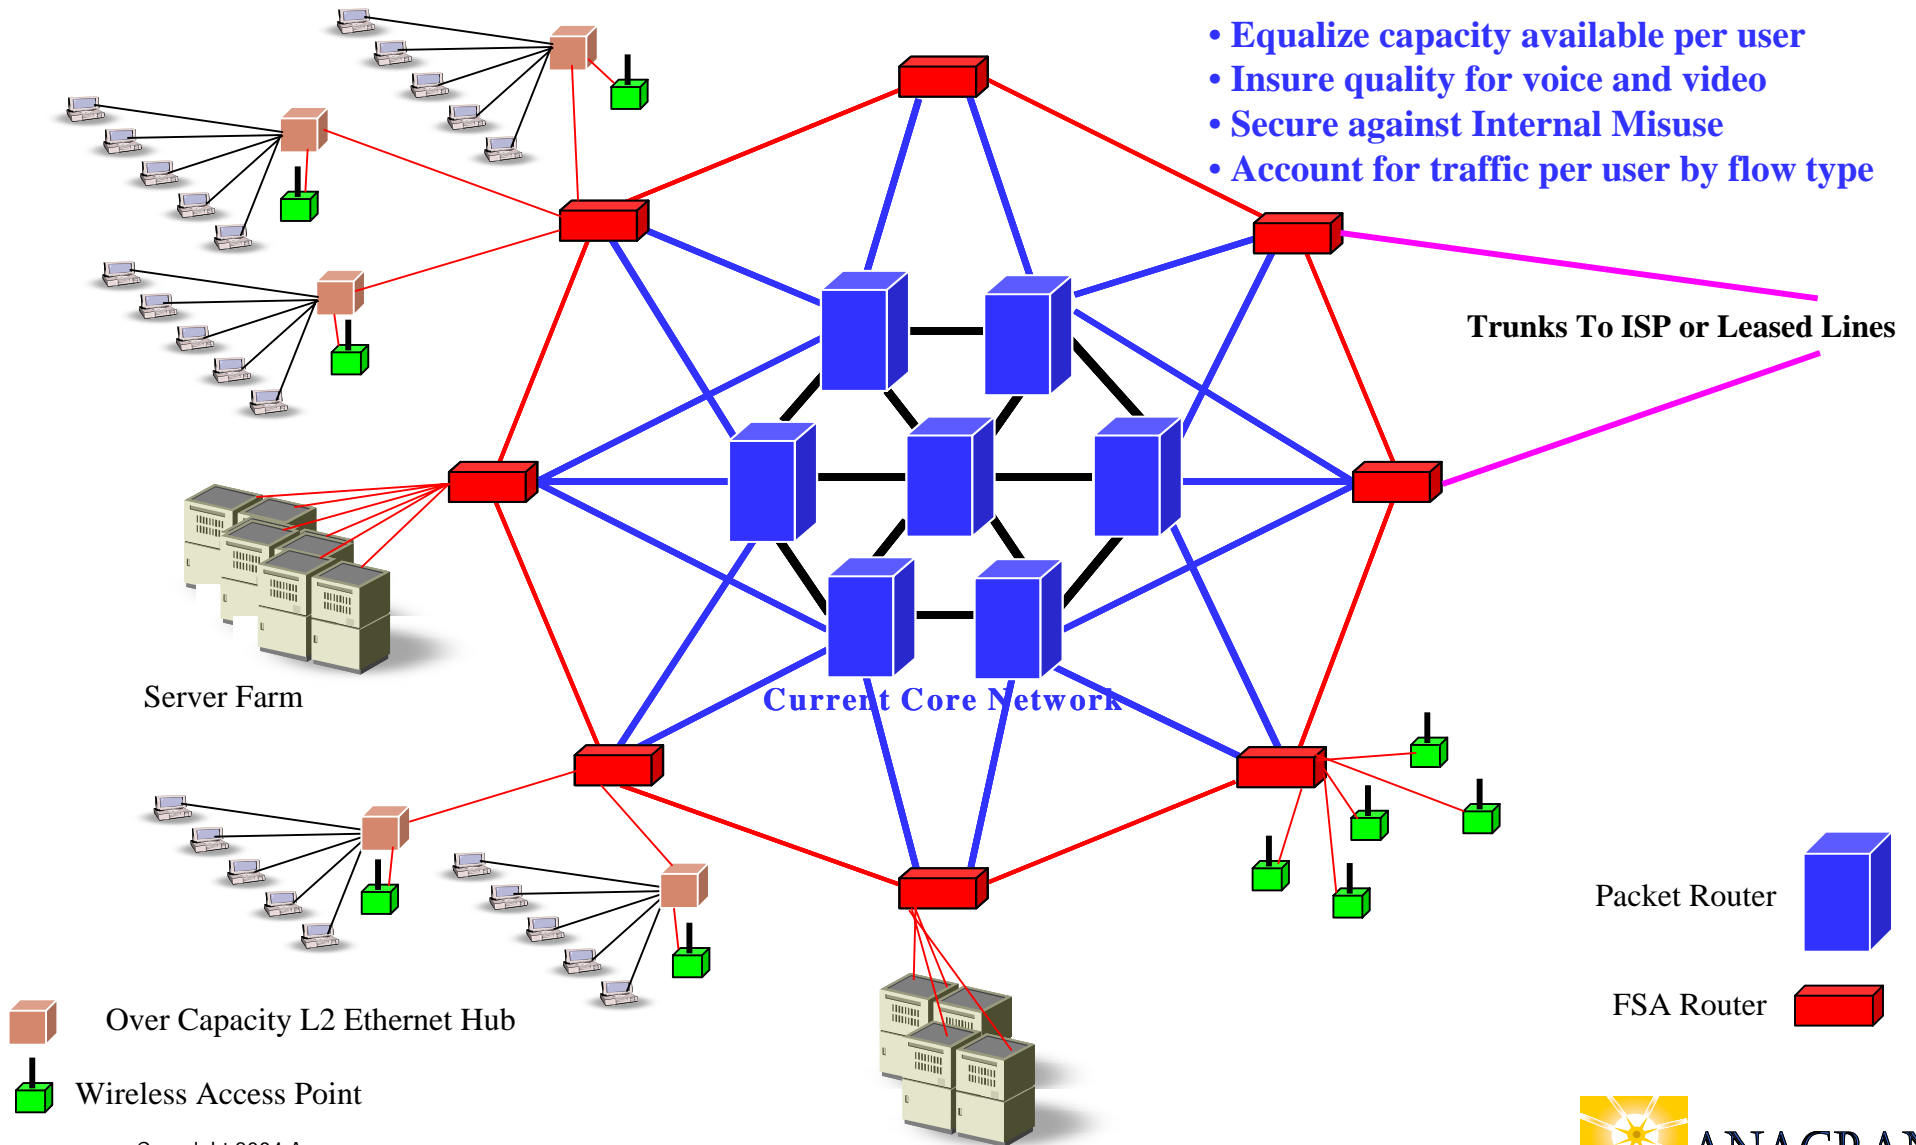 • Equalize capacity available per user
• Insure quality for voice and video
• Secure against Internal Misuse
• Account for traffic per user by flow type
Trunks To ISP or Leased Lines
Server Farm
Current Core Network
Packet Router
FSA Router
Over Capacity L2 Ethernet Hub
Wireless Access Point